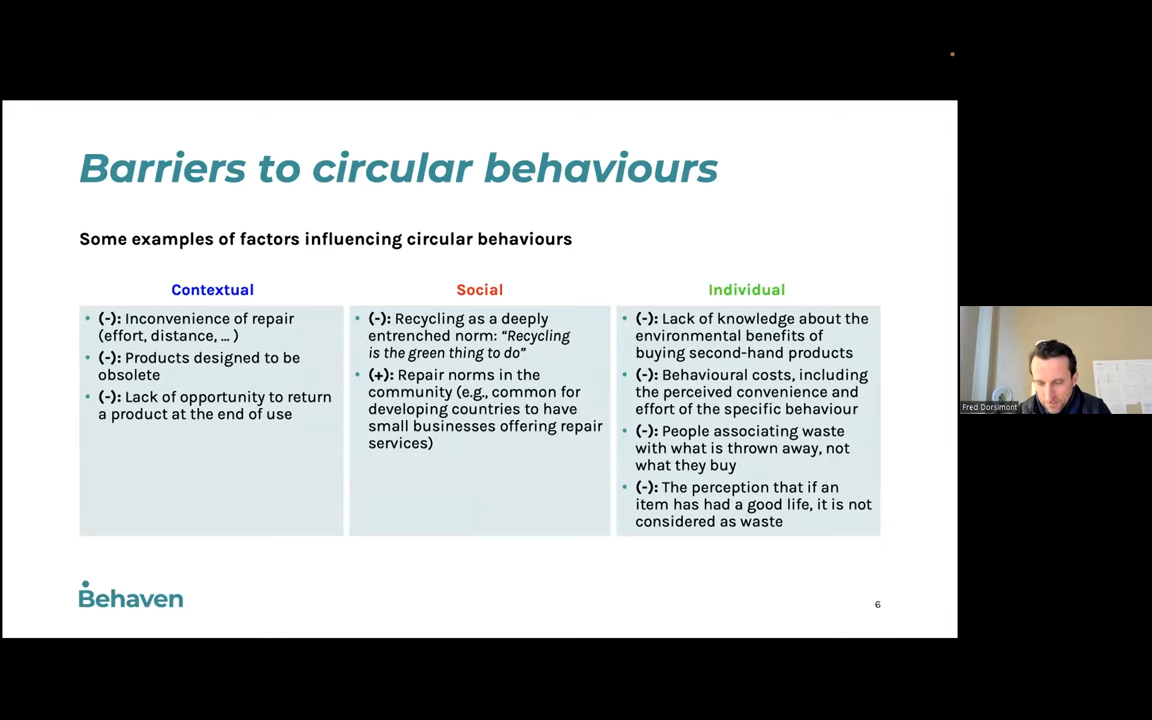 Barriers to circular behaviours
Some examples of factors influencing circular behaviours
Contextual
• (-): Inconvenience of repair
(effort, distance, ... )
• (-): Products designed to be
obsolete
• (-): Lack of opportunity to return
a product at the end of use
Social
• (-): Recycling as a deeply
entrenched norm: “Recycling
is the green thing to do”
• (+): Repair norms in the
community (e.g., common for
developing countries to have
small businesses offering repair
services)
Individual
• (-): Lack of knowledge about the
environmental benefits of
buying second-hand products
• (-): Behavioural costs, including
the perceived convenience and
effort of the specific behaviour
• (-): People associating waste
with what is thrown away, not
what they buy
• (-): The perception that if an
item has had a good life, it is not
considered as waste
Behaven
6
Fred Dorsimont